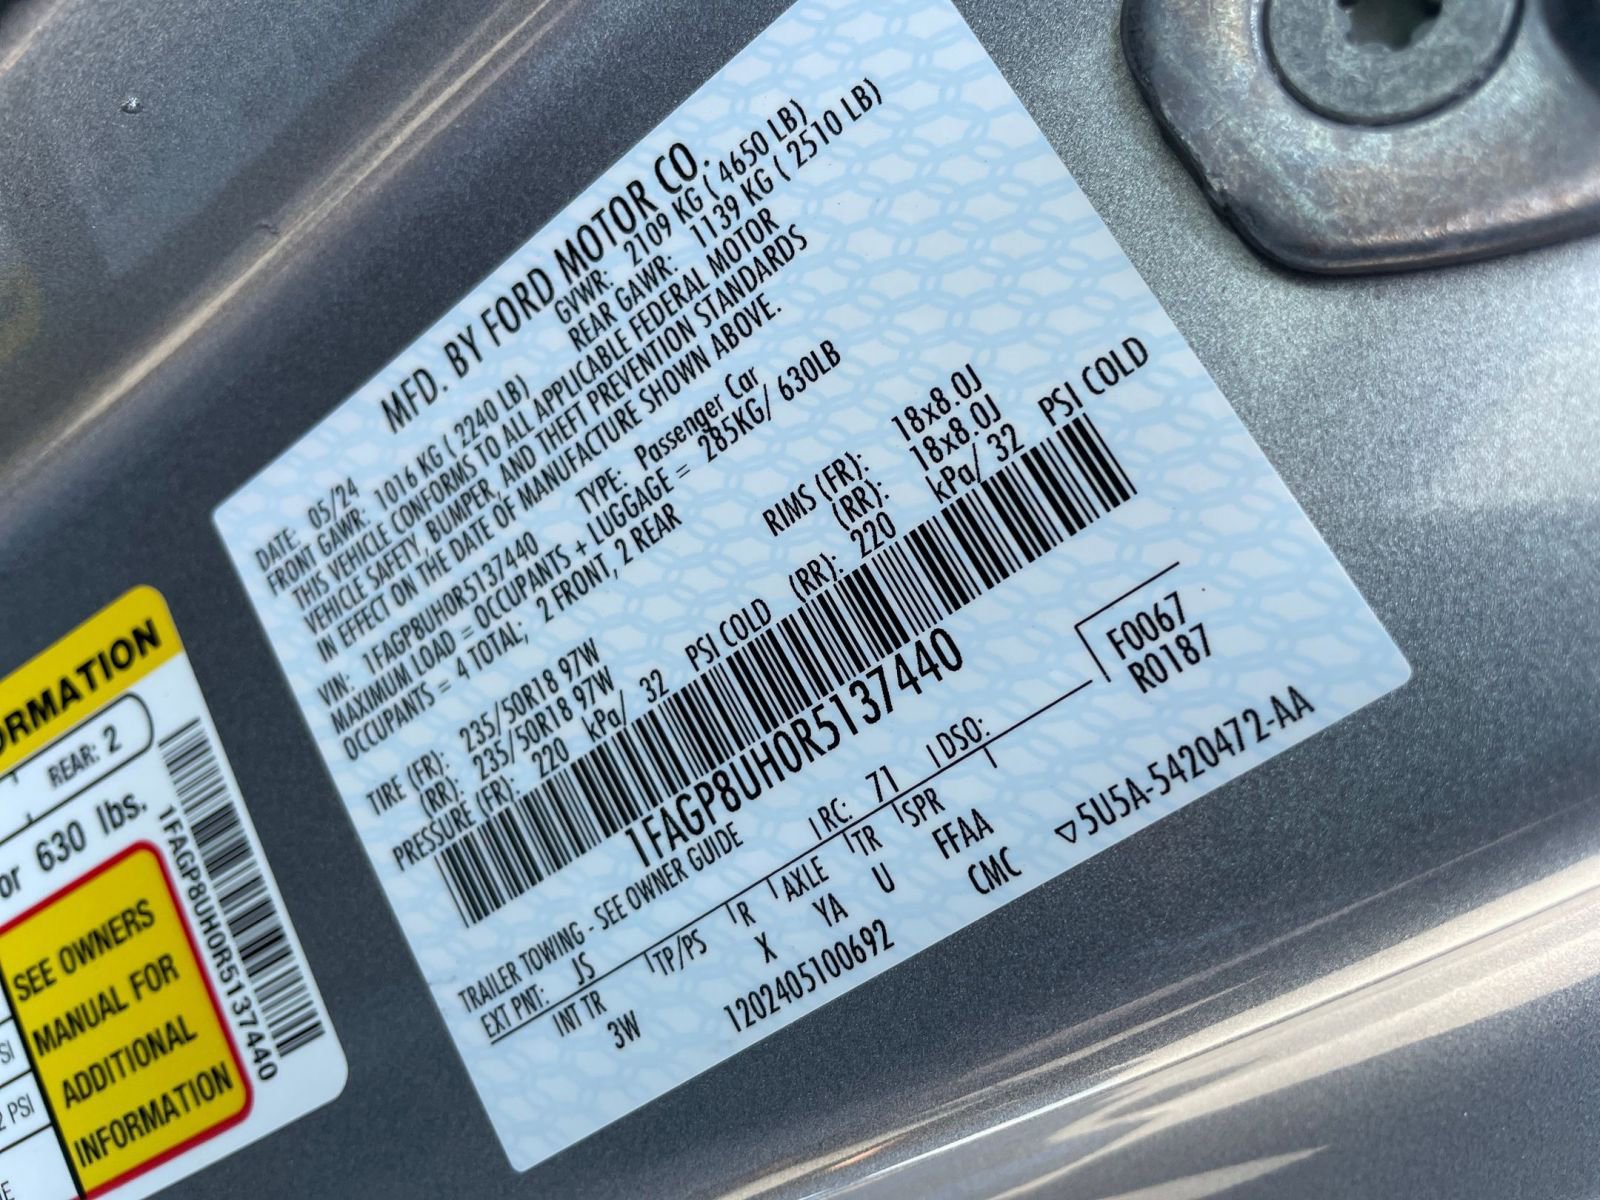 MFD. BY FORD MOTOR CO.
DATE: 05/24 GVWR: 2109 KG ( 4650 LB)
FRONT GAWR: 1016 KG ( 2240 LB) REAR GAWR: 1139 KG ( 2510 LB)
THIS VEHICLE CONFORMS TO ALL APPLICABLE FEDERAL MOTOR
VEHICLE SAFETY, BUMPER, AND THEFT PREVENTION STANDARDS
IN EFFECT ON THE DATE OF MANUFACTURE SHOWN ABOVE.
VIN: 1FAGP8UH0R5137440 TYPE: Passenger Car
MAXIMUM LOAD = OCCUPANTS + LUGGAGE = 285KG/ 630LB
OCCUPANTS = 4 TOTAL; 2 FRONT, 2 REAR
TIRE (FR): 235/50R18 97W RIMS (FR): 18x8.0J
(RR): 235/50R18 97W (RR): 18x8.0J
PRESSURE (FR): 220 kPa/ 32 PSI COLD (RR): 220 kPa/ 32 PSI COLD
1FAGP8UH0R5137440
TRAILER TOWING - SEE OWNER GUIDE
F0067
R0187
EXT PNT: JS RC: 71 DSO:
INT TR TP/PS R AXLE TR SPR
3W X YA U FFAA
CMC
1202405100692
▽5U5A-5420472-AA
ORMATION
REAR: 2
or 630 lbs.
1FAGP8UH0R5137440
SEE OWNERS
MANUAL FOR
ADDITIONAL
INFORMATION
SI
2 PSI